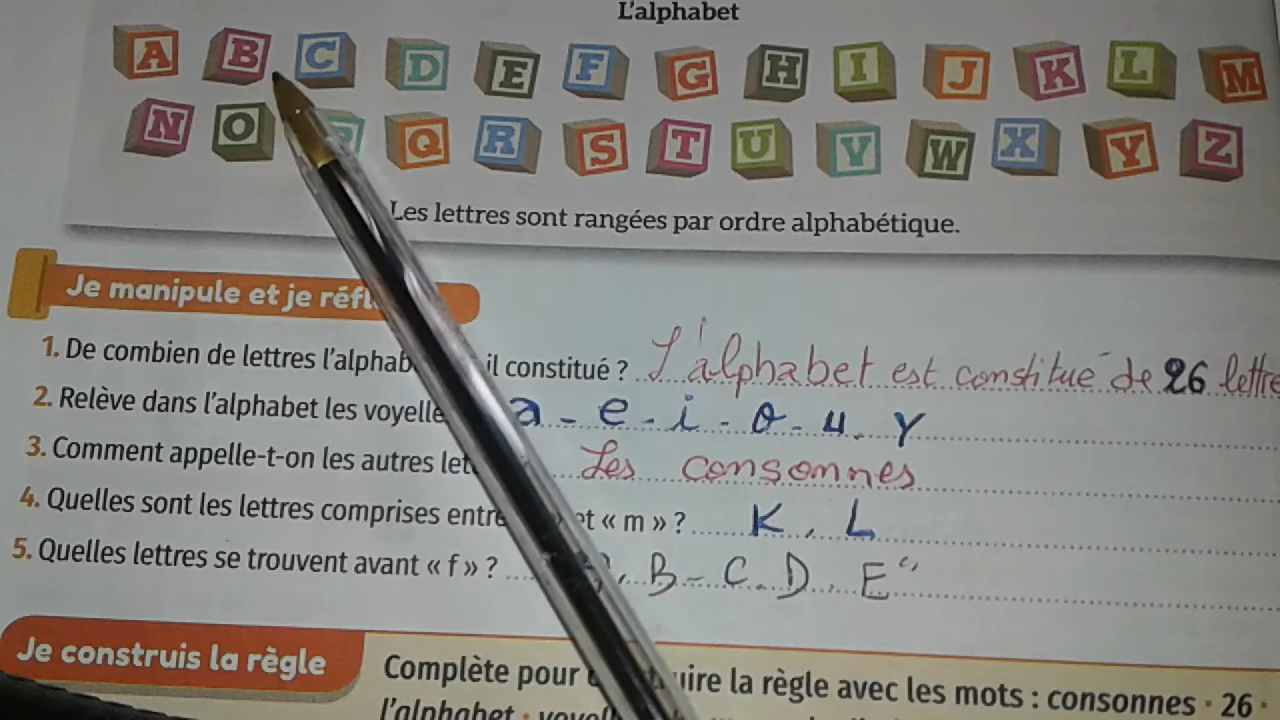 L'alphabet
A B C D E F G H I J K L M
N O P Q R S T U V W X Y Z
Les lettres sont rangées par ordre alphabétique.
Je manipule et je réfl
1. De combien de lettres l'alphab il constitué ? L'alphabet est constitué de 26 lettre
2. Relève dans l'alphabet les voyelle a - e - i - o - u - y
3. Comment appelle-t-on les autres let Les consonnes
4. Quelles sont les lettres comprises entre et « m » ? K, L
5. Quelles lettres se trouvent avant « f » ? B - C - D, E
Je construis la règle
Complète pour uire la règle avec les mots : consonnes · 26 ·
l'alphabet · voyell